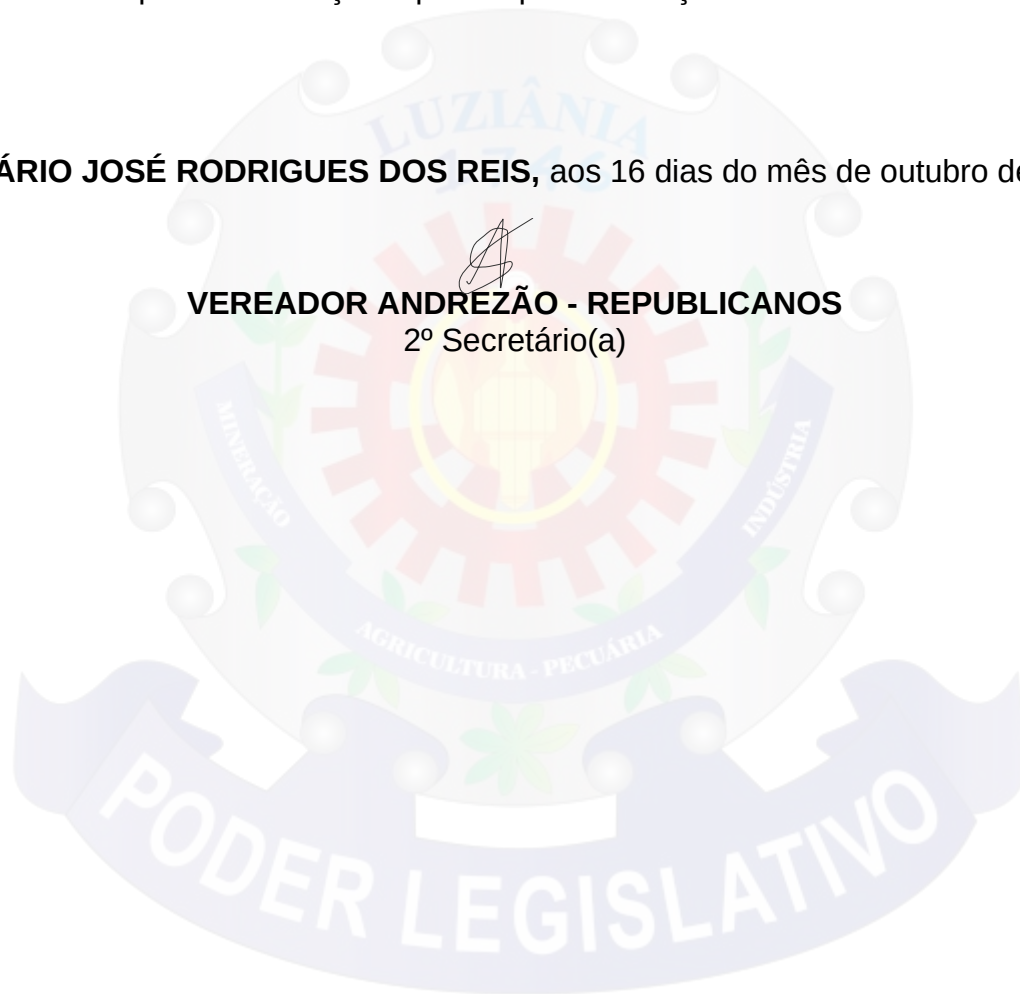 LUZIÂNIA
1746
ÁRIO JOSÉ RODRIGUES DOS REIS, aos 16 dias do mês de outubro de
VEREADOR ANDREZÃO - REPUBLICANOS
2º Secretário(a)
MINERAÇÃO
INDÚSTRIA
AGRICULTURA - PECUÁRIA
PODER LEGISLATIVO